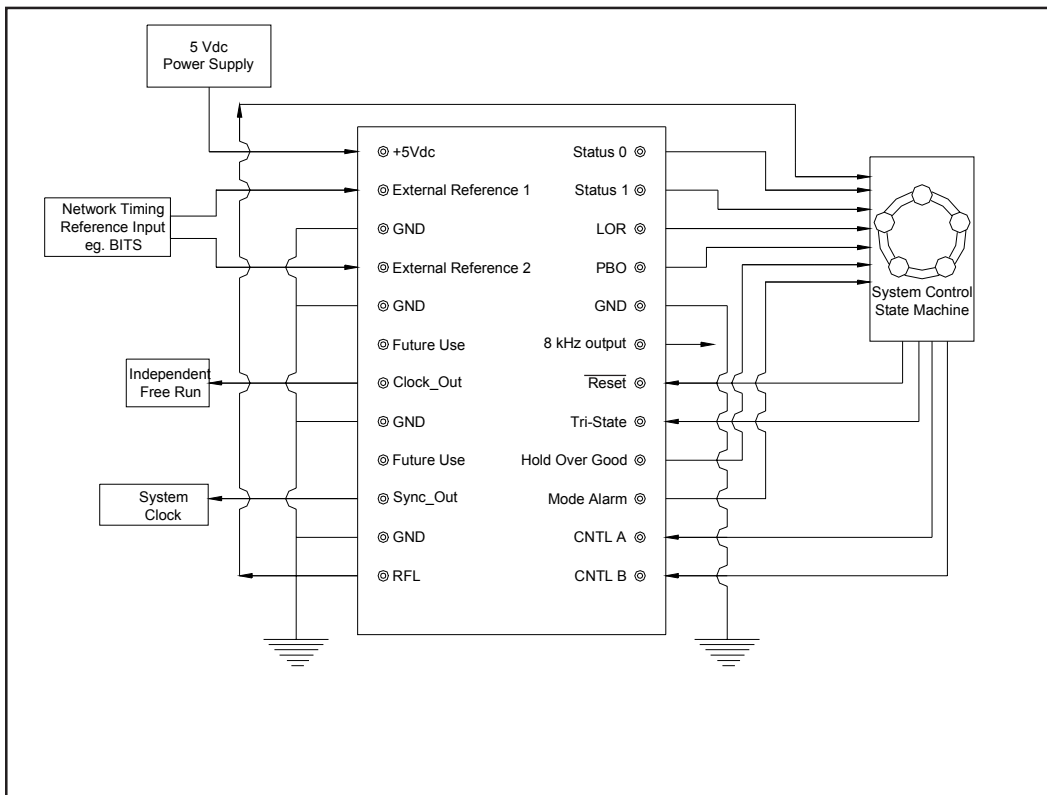 5 Vdc
Power Supply
Network Timing
Reference Input
eg. BITS
Independent
Free Run
System
Clock
+5Vdc
External Reference 1
GND
External Reference 2
GND
Future Use
Clock_Out
GND
Future Use
Sync_Out
GND
RFL
Status 0
Status 1
LOR
PBO
GND
8 kHz output
Reset
Tri-State
Hold Over Good
Mode Alarm
CNTL A
CNTL B
System Control
State Machine